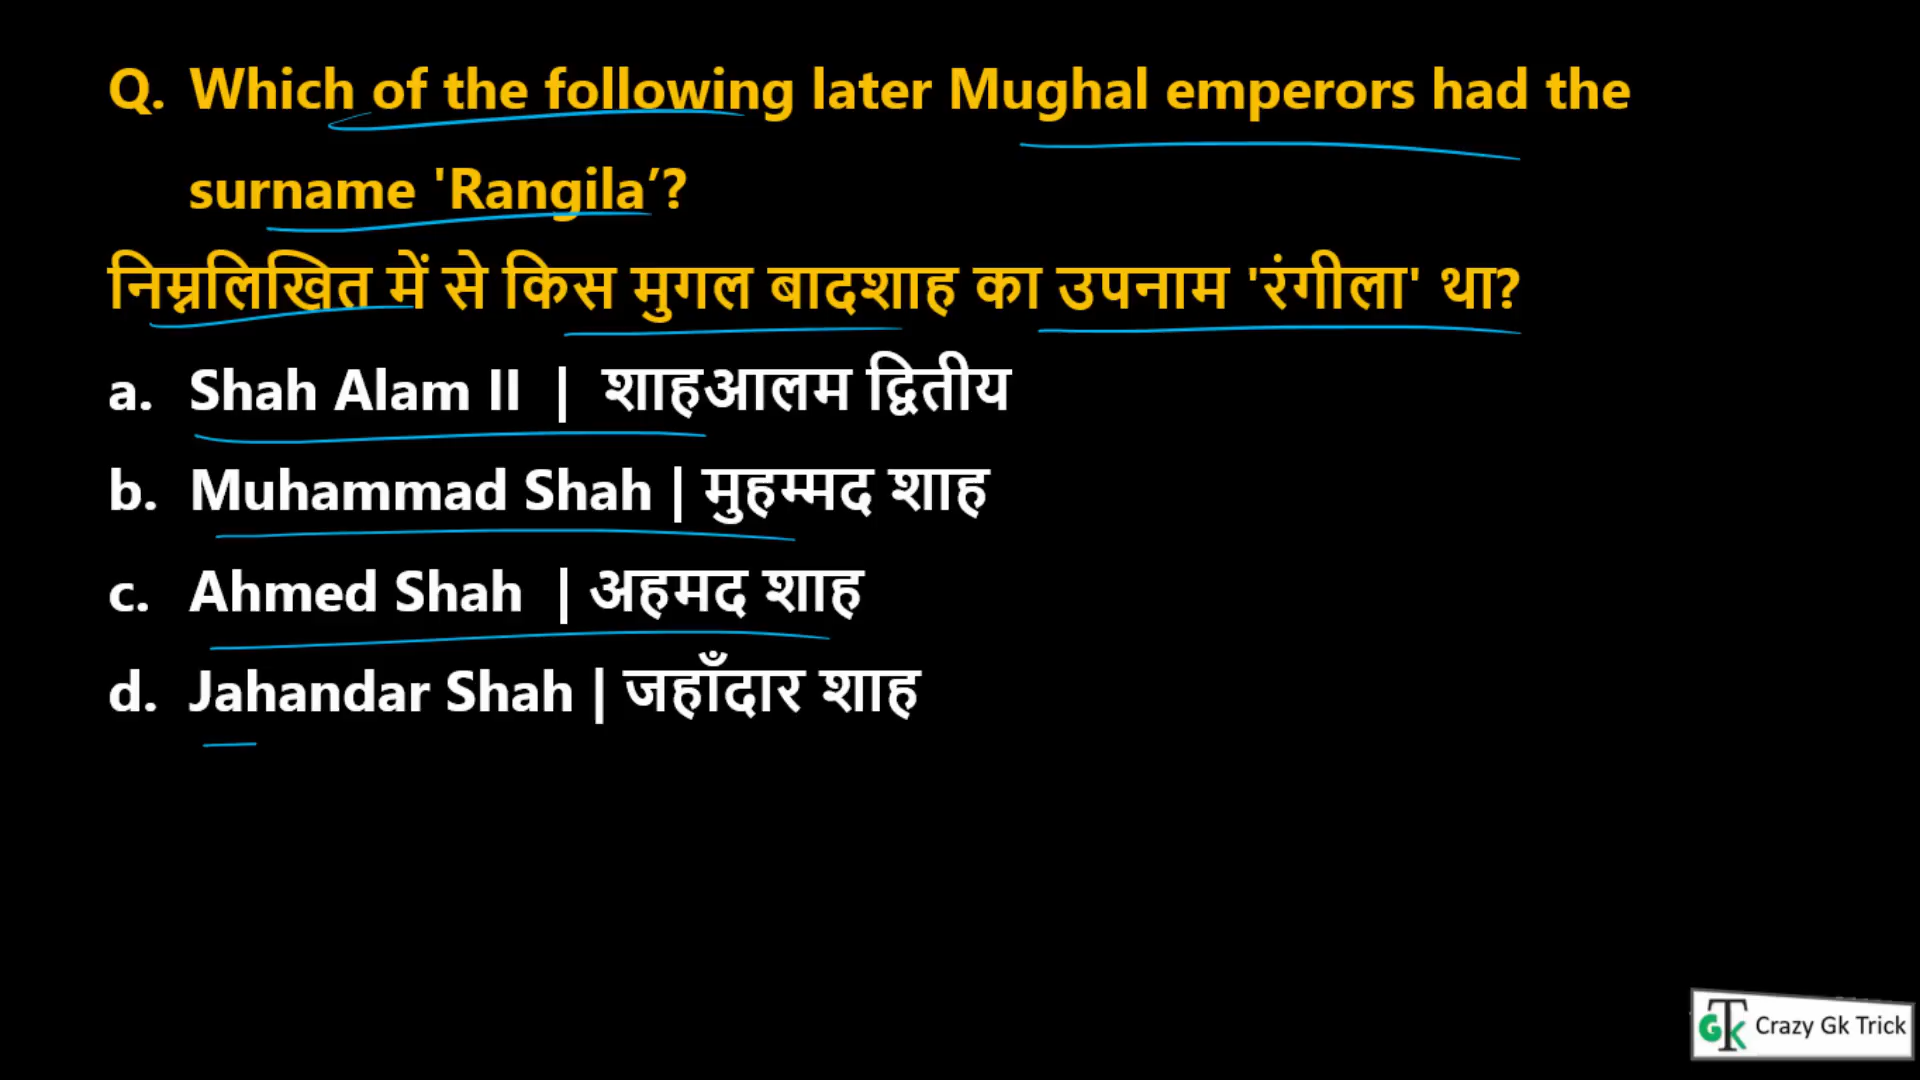 Q. Which of the following later Mughal emperors had the
surname 'Rangila’?
निम्नलिखित में से किस मुगल बादशाह का उपनाम 'रंगीला' था?
a. Shah Alam II | शाहआलम द्वितीय
b. Muhammad Shah | मुहम्मद शाह
c. Ahmed Shah | अहमद शाह
d. Jahandar Shah | जहाँदार शाह
GTK Crazy Gk Trick